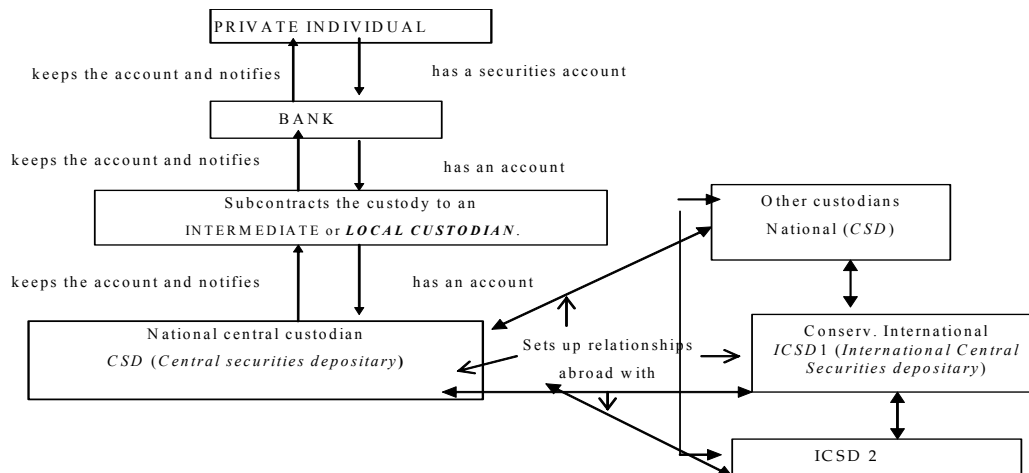 PRIVATE INDIVIDUAL
keeps the account and notifies
has a securities account
BANK
keeps the account and notifies
has an account
Subcontracts the custody to an
INTERMEDIATE or LOCAL CUSTODIAN.
Other custodians
National (CSD)
keeps the account and notifies
has an account
National central custodian
CSD (Central securities depositary)
Sets up relationships
abroad with
Conserv. International
ICSD1 (International Central
Securities depositary)
ICSD 2